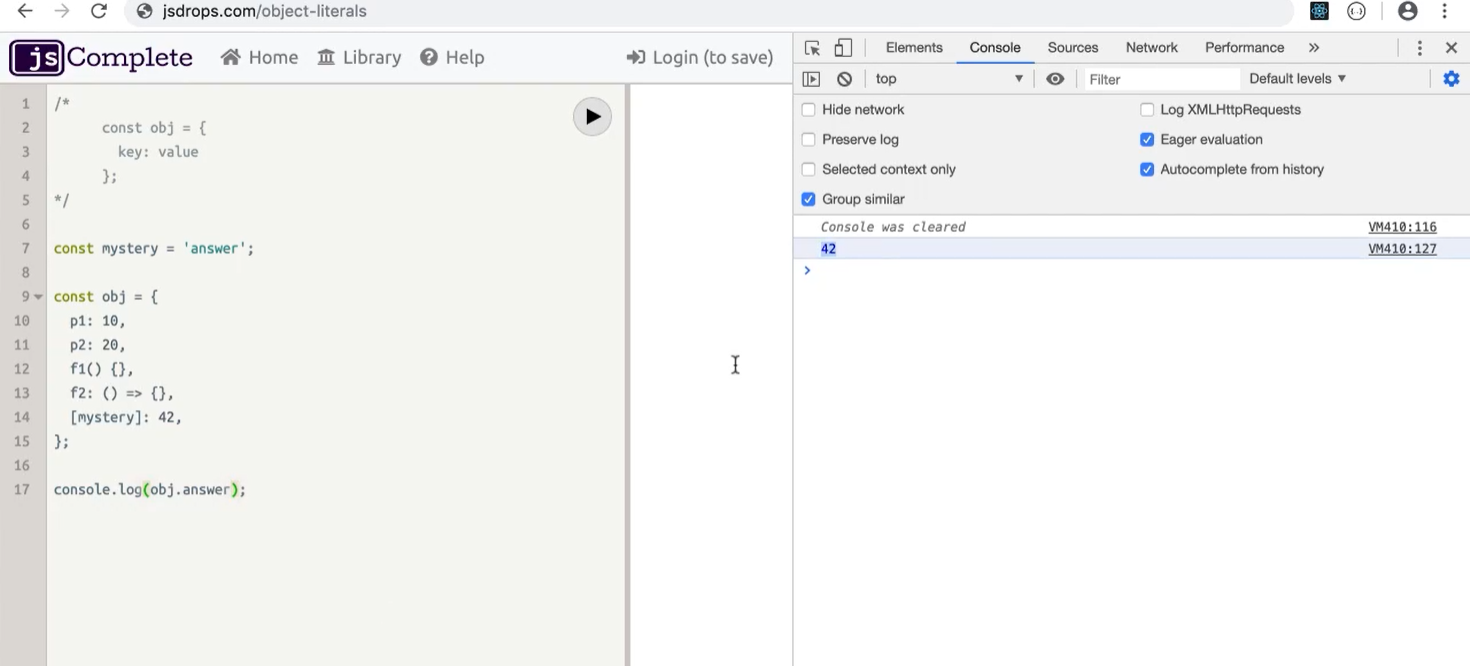 jsdrops.com/object-literals
jsComplete Home Library Help Login (to save)
1 /*
2 const obj = {
3 key: value
4 };
5 */
6
7 const mystery = 'answer';
8
9 const obj = {
10 p1: 10,
11 p2: 20,
12 f1() {},
13 f2: () => {},
14 [mystery]: 42,
15 };
16
17 console.log(obj.answer);
Elements Console Sources Network Performance »
top Filter Default levels
Hide network Log XMLHttpRequests
Preserve log Eager evaluation
Selected context only Autocomplete from history
Group similar
Console was cleared VM410:116
42 VM410:127
>